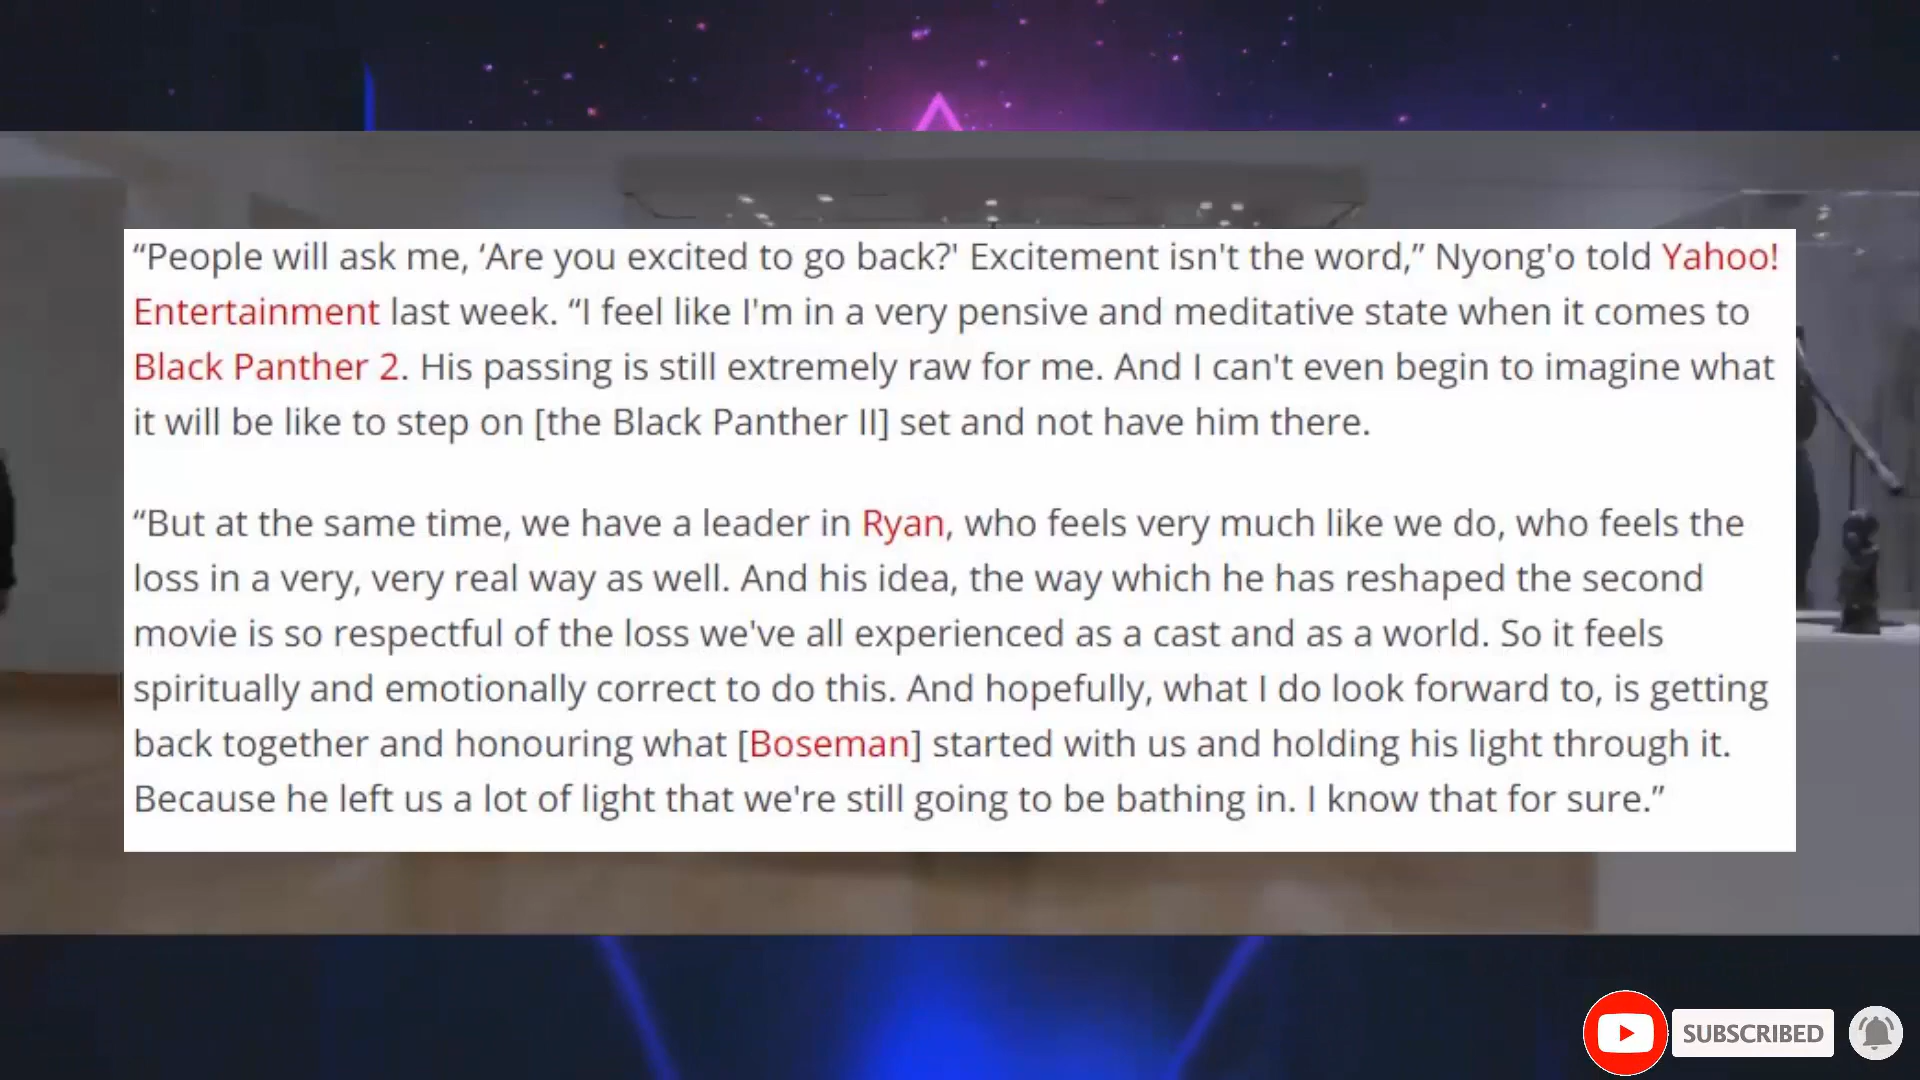 “People will ask me, ‘Are you excited to go back?' Excitement isn't the word,” Nyong'o told Yahoo!
Entertainment last week. “I feel like I'm in a very pensive and meditative state when it comes to
Black Panther 2. His passing is still extremely raw for me. And I can't even begin to imagine what
it will be like to step on [the Black Panther II] set and not have him there.
“But at the same time, we have a leader in Ryan, who feels very much like we do, who feels the
loss in a very, very real way as well. And his idea, the way which he has reshaped the second
movie is so respectful of the loss we've all experienced as a cast and as a world. So it feels
spiritually and emotionally correct to do this. And hopefully, what I do look forward to, is getting
back together and honouring what [Boseman] started with us and holding his light through it.
Because he left us a lot of light that we're still going to be bathing in. I know that for sure.”
SUBSCRIBED